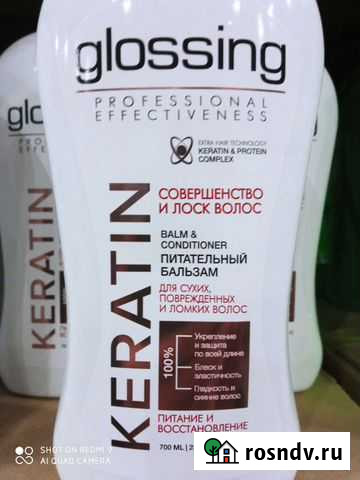 glossing
PROFESSIONAL
EFFECTIVENESS
EXTRA HAIR TECHNOLOGY
KERATIN & PROTEIN
COMPLEX
KERATIN
СОВЕРШЕНСТВО
И ЛОСК ВОЛОС
BALM &
CONDITIONER
ПИТАТЕЛЬНЫЙ
БАЛЬЗАМ
ДЛЯ СУХИХ,
ПОВРЕЖДЕННЫХ
И ЛОМКИХ ВОЛОС
100%
Укрепление
и защита
по всей длине
Блеск и
эластичность
Гладкость и
сияние волос
ПИТАНИЕ И
ВОССТАНОВЛЕНИЕ
700 ML
glossing
KERATIN
SHOT ON REDMI
AI QUAD CAMERA
rosndv.ru